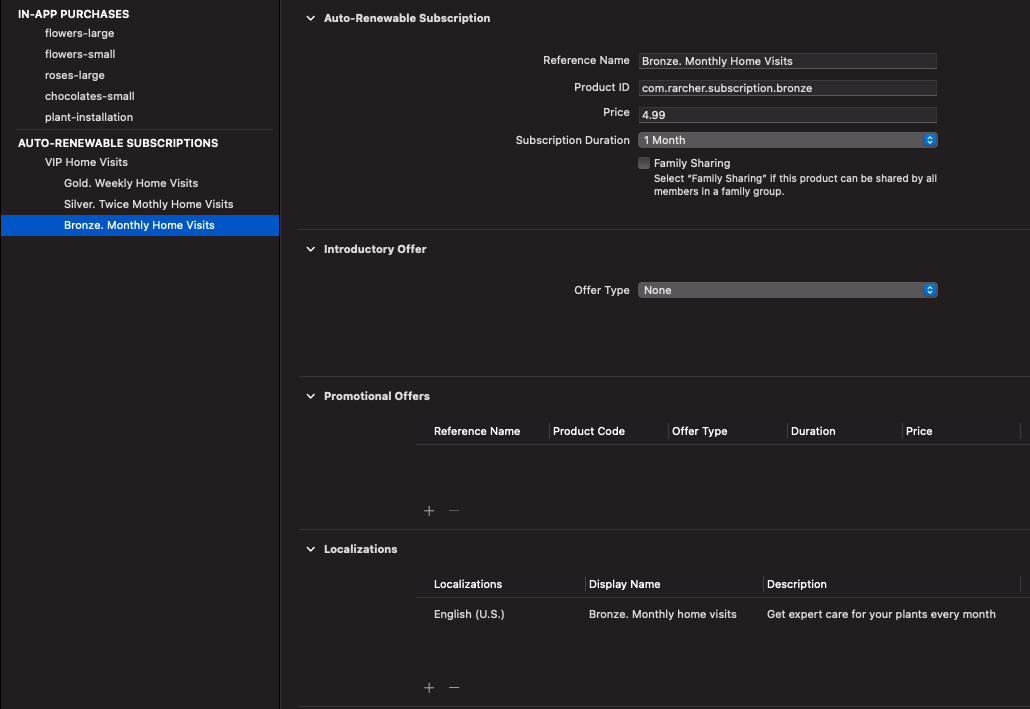 IN-APP PURCHASES
flowers-large
flowers-small
roses-large
chocolates-small
plant-installation
AUTO-RENEWABLE SUBSCRIPTIONS
VIP Home Visits
Gold. Weekly Home Visits
Silver. Twice Mothly Home Visits
Bronze. Monthly Home Visits
Auto-Renewable Subscription
Reference Name Bronze. Monthly Home Visits
Product ID com.rarcher.subscription.bronze
Price 4.99
Subscription Duration 1 Month
Family Sharing
Select “Family Sharing” if this product can be shared by all
members in a family group.
Introductory Offer
Offer Type None
Promotional Offers
Reference Name Product Code Offer Type Duration Price
Localizations
Localizations Display Name Description
English (U.S.) Bronze. Monthly home visits Get expert care for your plants every month